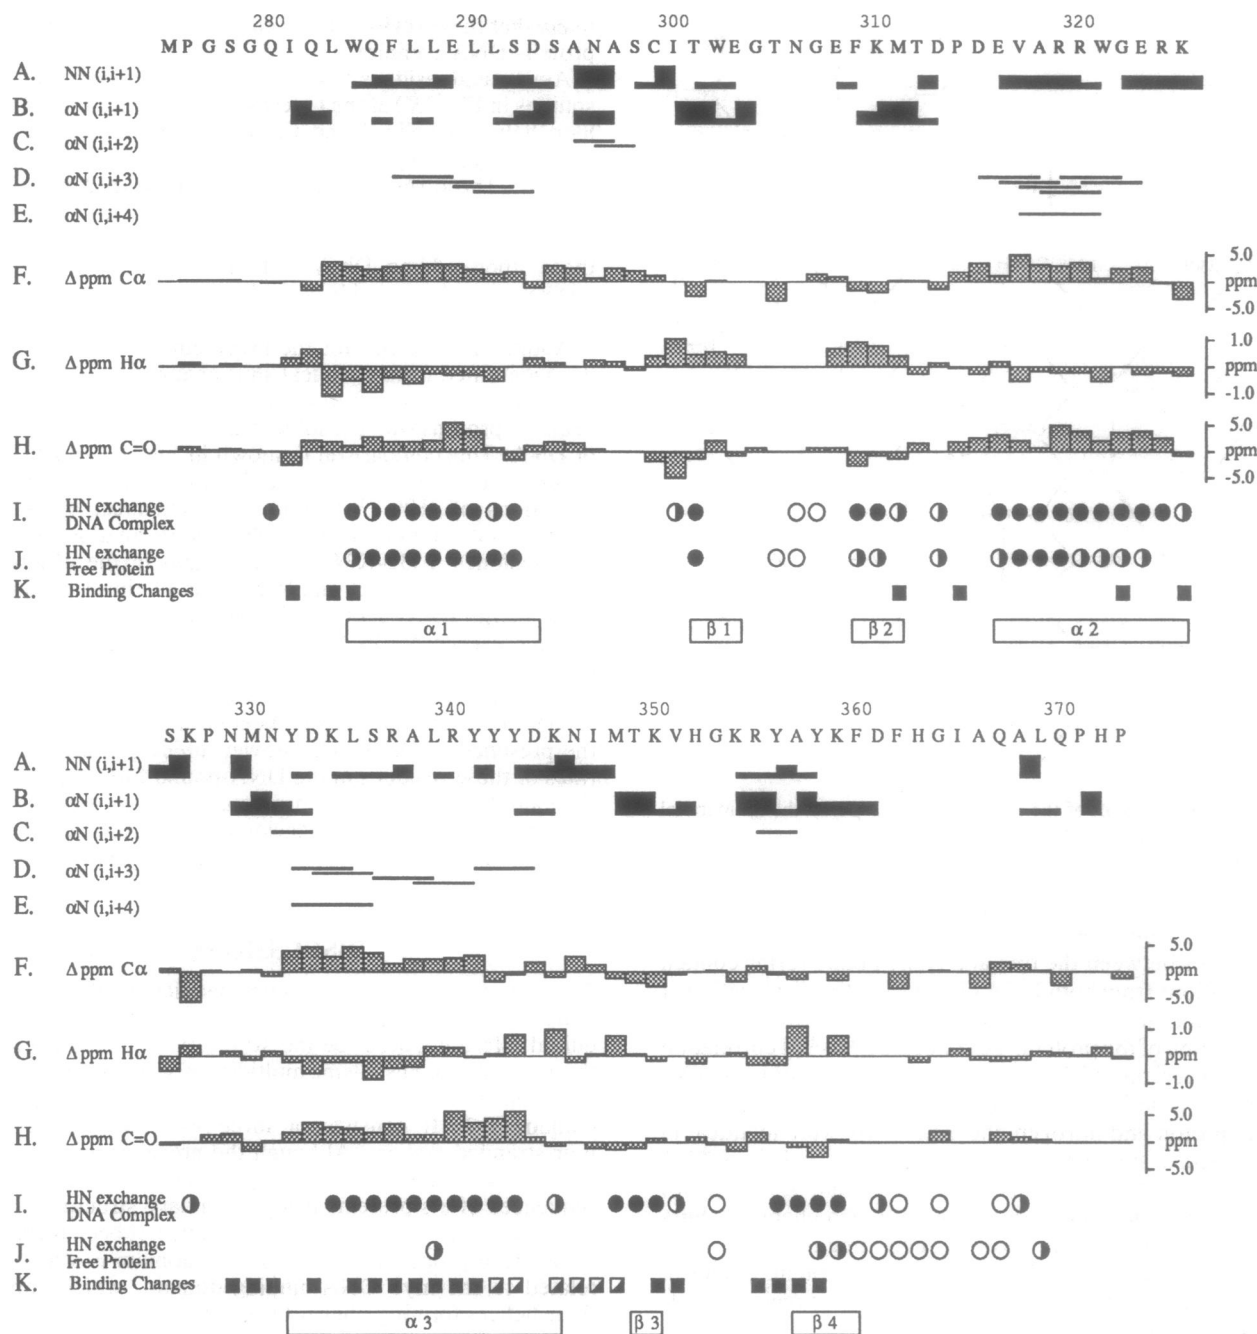 280 290 300 310 320
M P G S G Q I Q L W Q F L L E L L S D S A N A S C I T W E G T N G E F K M T D P D E V A R R W G E R K
A. NN (i,i+1)
B. αN (i,i+1)
C. αN (i,i+2)
D. αN (i,i+3)
E. αN (i,i+4)
F. Δ ppm Cα 5.0 ppm -5.0
G. Δ ppm Hα 1.0 ppm -1.0
H. Δ ppm C=O 5.0 ppm -5.0
I. HN exchange DNA Complex
J. HN exchange Free Protein
K. Binding Changes
α 1 β 1 β 2 α 2
330 340 350 360 370
S K P N M N Y D K L S R A L R Y Y Y D K N I M T K V H G K R Y A Y K F D F H G I A Q A L Q P H P
A. NN (i,i+1)
B. αN (i,i+1)
C. αN (i,i+2)
D. αN (i,i+3)
E. αN (i,i+4)
F. Δ ppm Cα 5.0 ppm -5.0
G. Δ ppm Hα 1.0 ppm -1.0
H. Δ ppm C=O 5.0 ppm -5.0
I. HN exchange DNA Complex
J. HN exchange Free Protein
K. Binding Changes
α 3 β 3 β 4